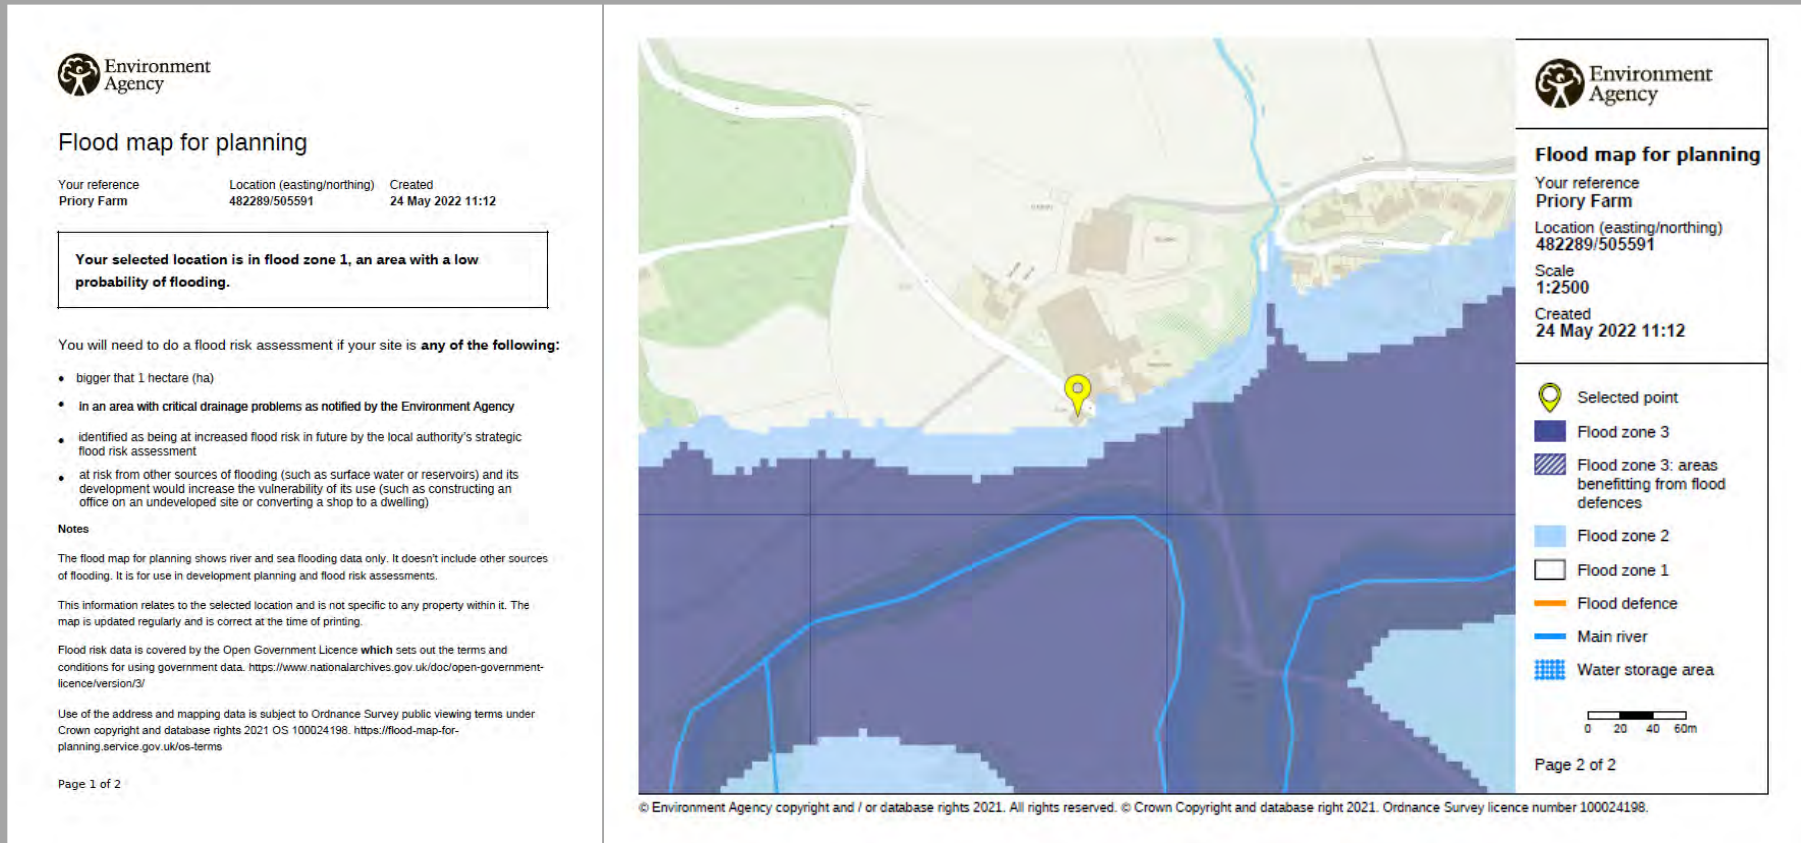 Environment
Agency
Flood map for planning
Your reference
Priory Farm
Location (easting/northing)
482289/505591
Created
24 May 2022 11:12
Your selected location is in flood zone 1, an area with a low
probability of flooding.
You will need to do a flood risk assessment if your site is any of the following:
• bigger that 1 hectare (ha)
• In an area with critical drainage problems as notified by the Environment Agency
• identified as being at increased flood risk in future by the local authority's strategic
flood risk assessment
• at risk from other sources of flooding (such as surface water or reservoirs) and its
development would increase the vulnerability of its use (such as constructing an
office on an undeveloped site or converting a shop to a dwelling)
Notes
The flood map for planning shows river and sea flooding data only. It doesn't include other sources
of flooding. It is for use in development planning and flood risk assessments.
This information relates to the selected location and is not specific to any property within it. The
map is updated regularly and is correct at the time of printing.
Flood risk data is covered by the Open Government Licence which sets out the terms and
conditions for using government data. https://www.nationalarchives.gov.uk/doc/open-government-
licence/version/3/
Use of the address and mapping data is subject to Ordnance Survey public viewing terms under
Crown copyright and database rights 2021 OS 100024198. https://flood-map-for-
planning.service.gov.uk/os-terms
Page 1 of 2
Environment
Agency
Flood map for planning
Your reference
Priory Farm
Location (easting/northing)
482289/505591
Scale
1:2500
Created
24 May 2022 11:12
Selected point
Flood zone 3
Flood zone 3: areas
benefitting from flood
defences
Flood zone 2
Flood zone 1
Flood defence
Main river
Water storage area
0 20 40 60m
Page 2 of 2
© Environment Agency copyright and / or database rights 2021. All rights reserved. © Crown Copyright and database right 2021. Ordnance Survey licence number 100024198.